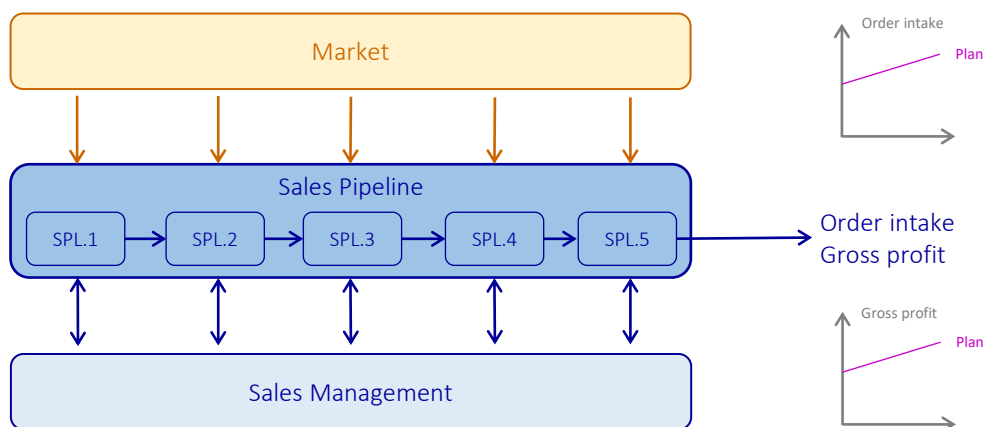 Market
Order intake
Plan
Sales Pipeline
SPL.1
SPL.2
SPL.3
SPL.4
SPL.5
Order intake
Gross profit
Gross profit
Plan
Sales Management